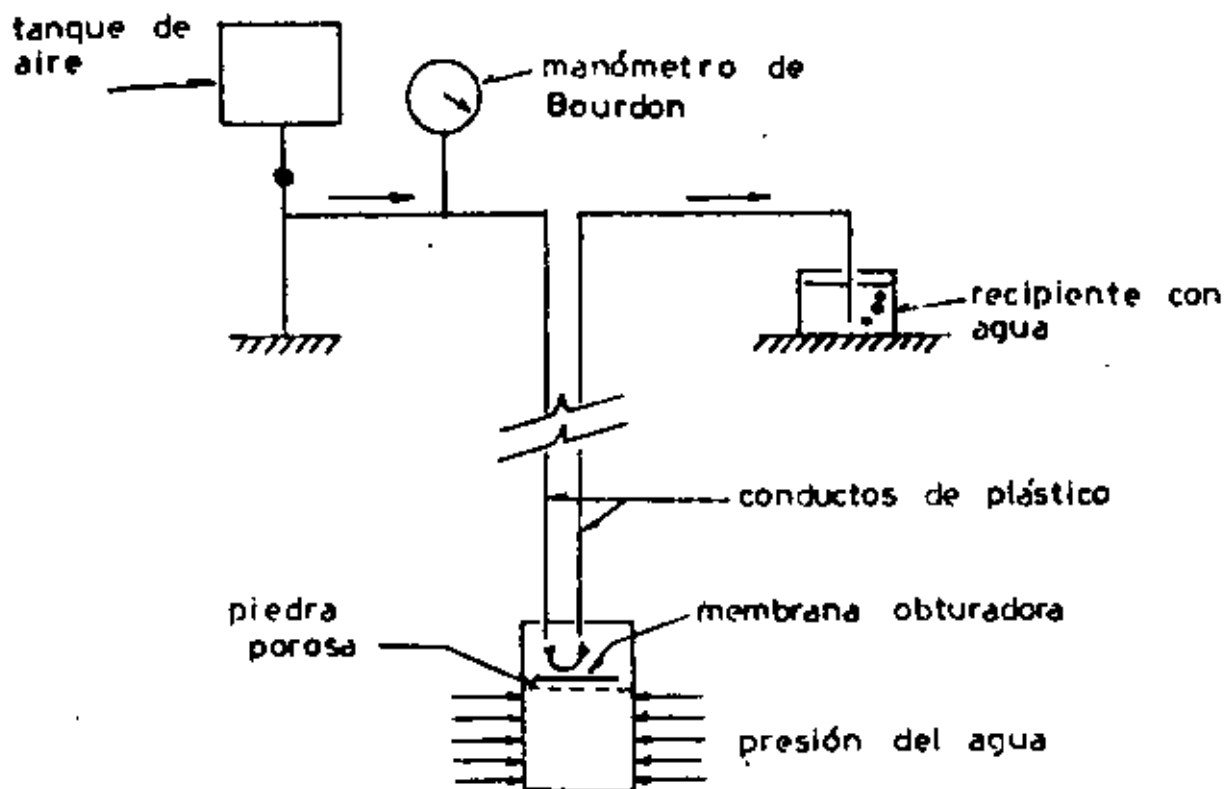 tanque de
aire
manómetro de
Bourdon
recipiente con
agua
conductos de plástico
piedra
porosa
membrana obturadora
presión del agua